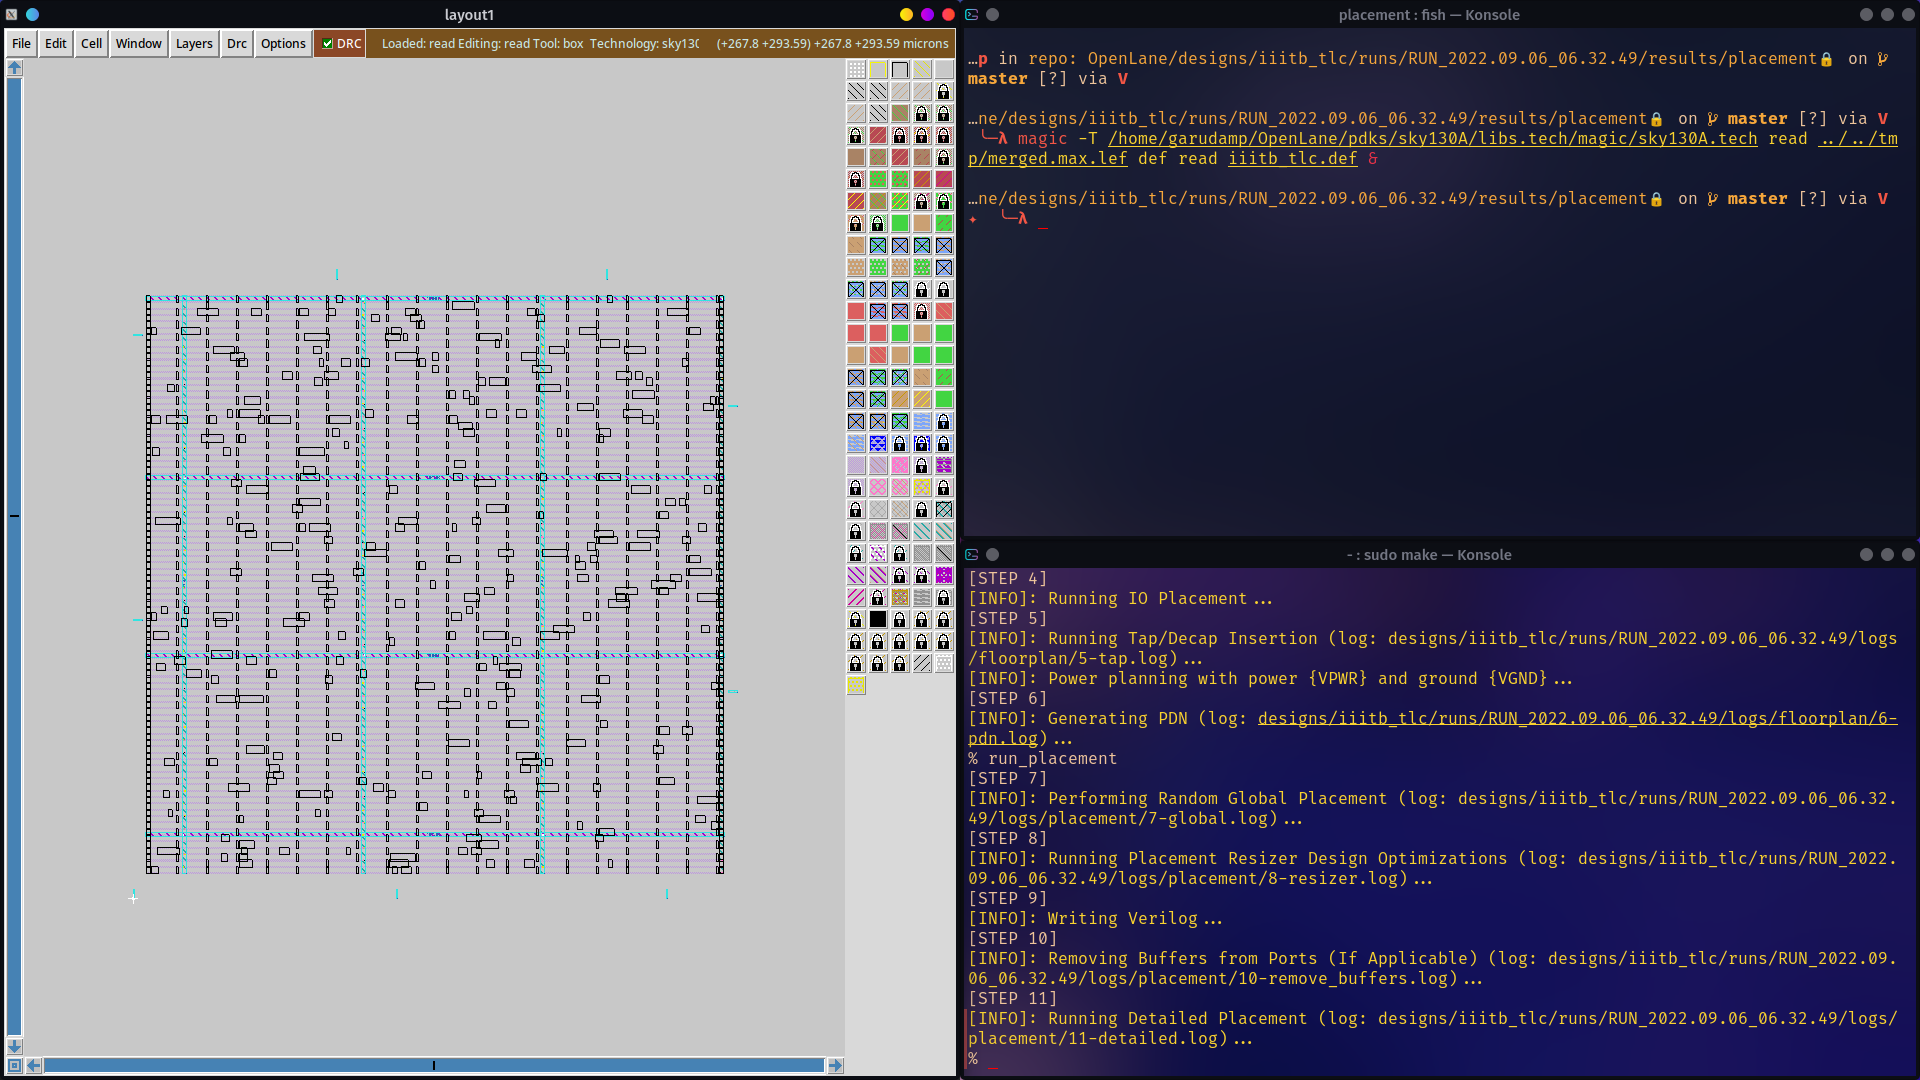 layout1
File Edit Cell Window Layers Drc Options DRC Loaded: read Editing: read Tool: box Technology: sky130 (+267.8 +293.59) +267.8 +293.59 microns
placement : fish — Konsole
…p in repo: OpenLane/designs/iiitb_tlc/runs/RUN_2022.09.06_06.32.49/results/placement🔒 on
master [?] via V
…ne/designs/iiitb_tlc/runs/RUN_2022.09.06_06.32.49/results/placement🔒 on master [?] via V
╰─λ magic -T /home/garudamp/OpenLane/pdks/sky130A/libs.tech/magic/sky130A.tech read ../../tm
p/merged.max.lef def read iiitb_tlc.def &
…ne/designs/iiitb_tlc/runs/RUN_2022.09.06_06.32.49/results/placement🔒 on master [?] via V
✦ ╰─λ _
- : sudo make — Konsole
[STEP 4]
[INFO]: Running IO Placement...
[STEP 5]
[INFO]: Running Tap/Decap Insertion (log: designs/iiitb_tlc/runs/RUN_2022.09.06_06.32.49/logs
/floorplan/5-tap.log)...
[INFO]: Power planning with power {VPWR} and ground {VGND}...
[STEP 6]
[INFO]: Generating PDN (log: designs/iiitb_tlc/runs/RUN_2022.09.06_06.32.49/logs/floorplan/6-
pdn.log)...
% run_placement
[STEP 7]
[INFO]: Performing Random Global Placement (log: designs/iiitb_tlc/runs/RUN_2022.09.06_06.32.
49/logs/placement/7-global.log)...
[STEP 8]
[INFO]: Running Placement Resizer Design Optimizations (log: designs/iiitb_tlc/runs/RUN_2022.
09.06_06.32.49/logs/placement/8-resizer.log)...
[STEP 9]
[INFO]: Writing Verilog...
[STEP 10]
[INFO]: Removing Buffers from Ports (If Applicable) (log: designs/iiitb_tlc/runs/RUN_2022.09.
06_06.32.49/logs/placement/10-remove_buffers.log)...
[STEP 11]
[INFO]: Running Detailed Placement (log: designs/iiitb_tlc/runs/RUN_2022.09.06_06.32.49/logs/
placement/11-detailed.log)...
% _